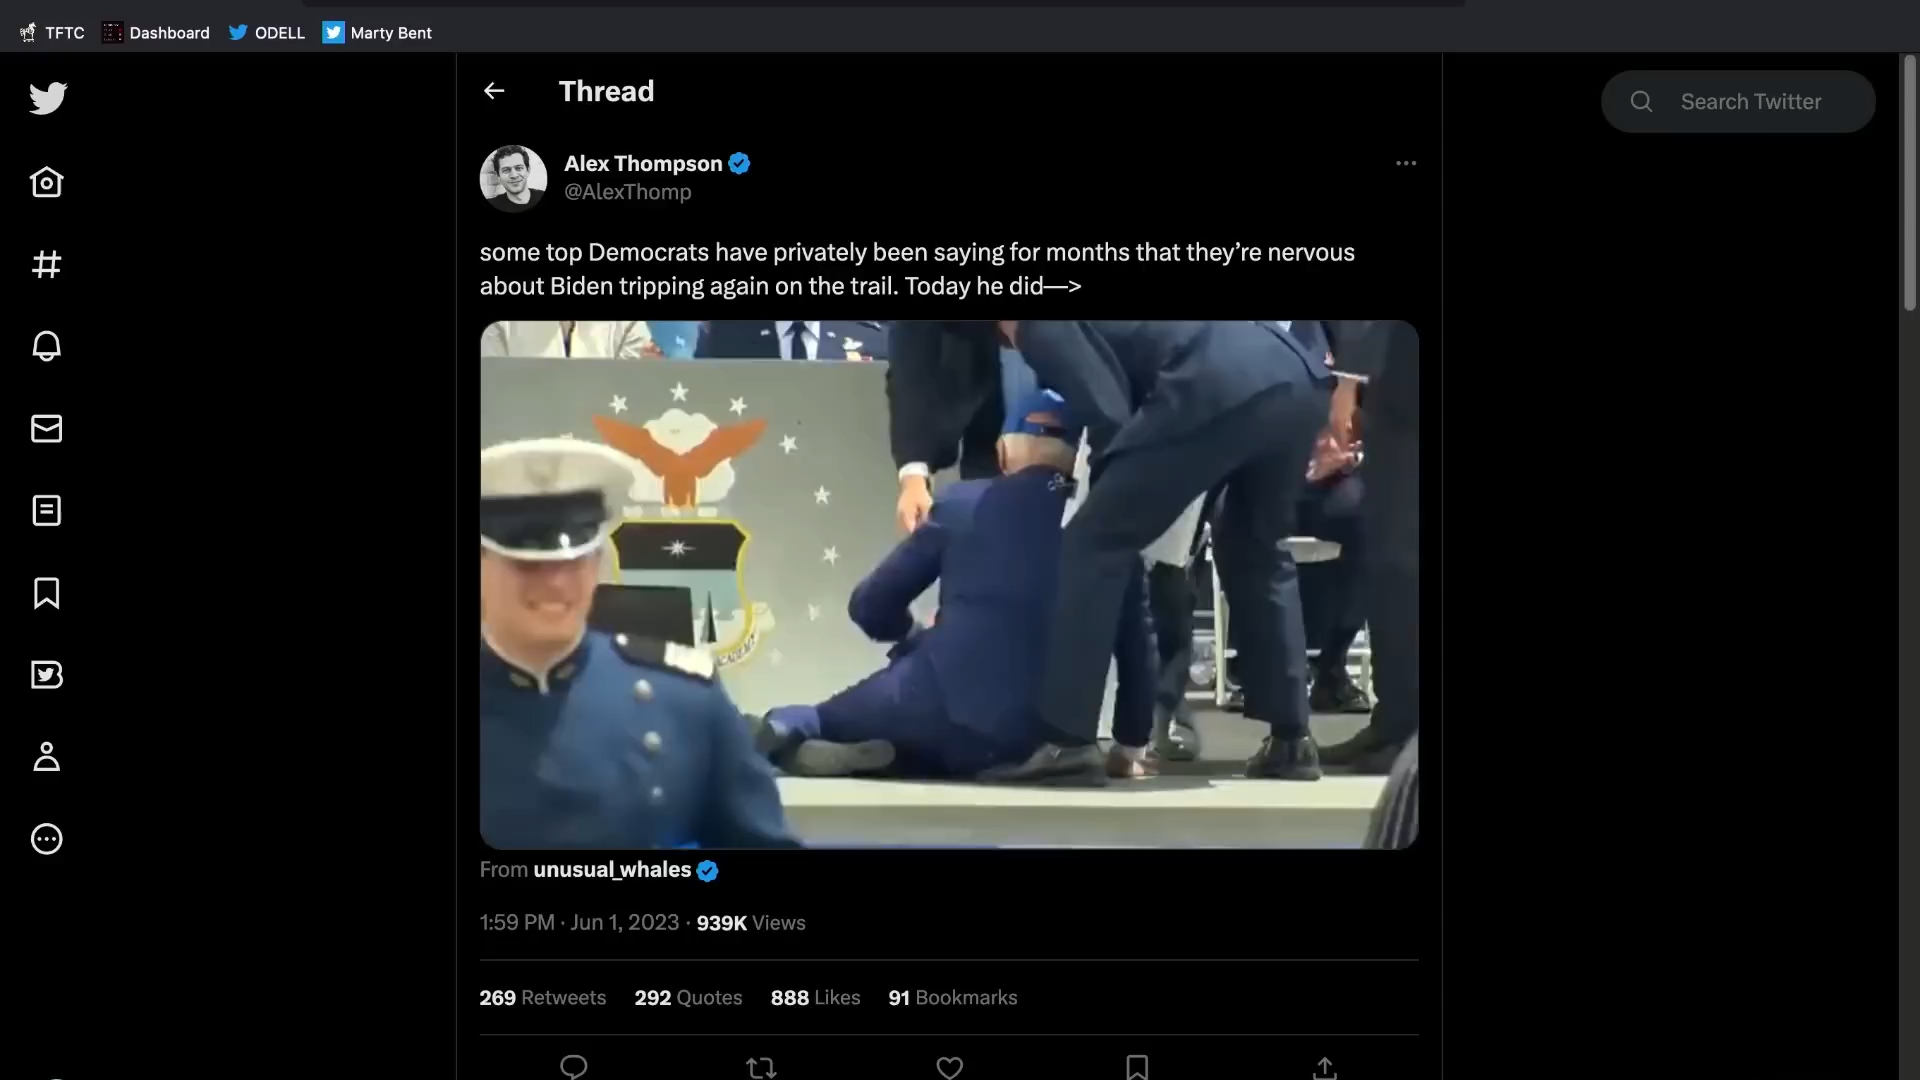 TFTC Dashboard ODELL Marty Bent
Thread
Search Twitter
Alex Thompson
@AlexThomp
some top Democrats have privately been saying for months that they’re nervous
about Biden tripping again on the trail. Today he did—>
ACADEMY
From unusual_whales
1:59 PM · Jun 1, 2023 · 939K Views
269 Retweets 292 Quotes 888 Likes 91 Bookmarks